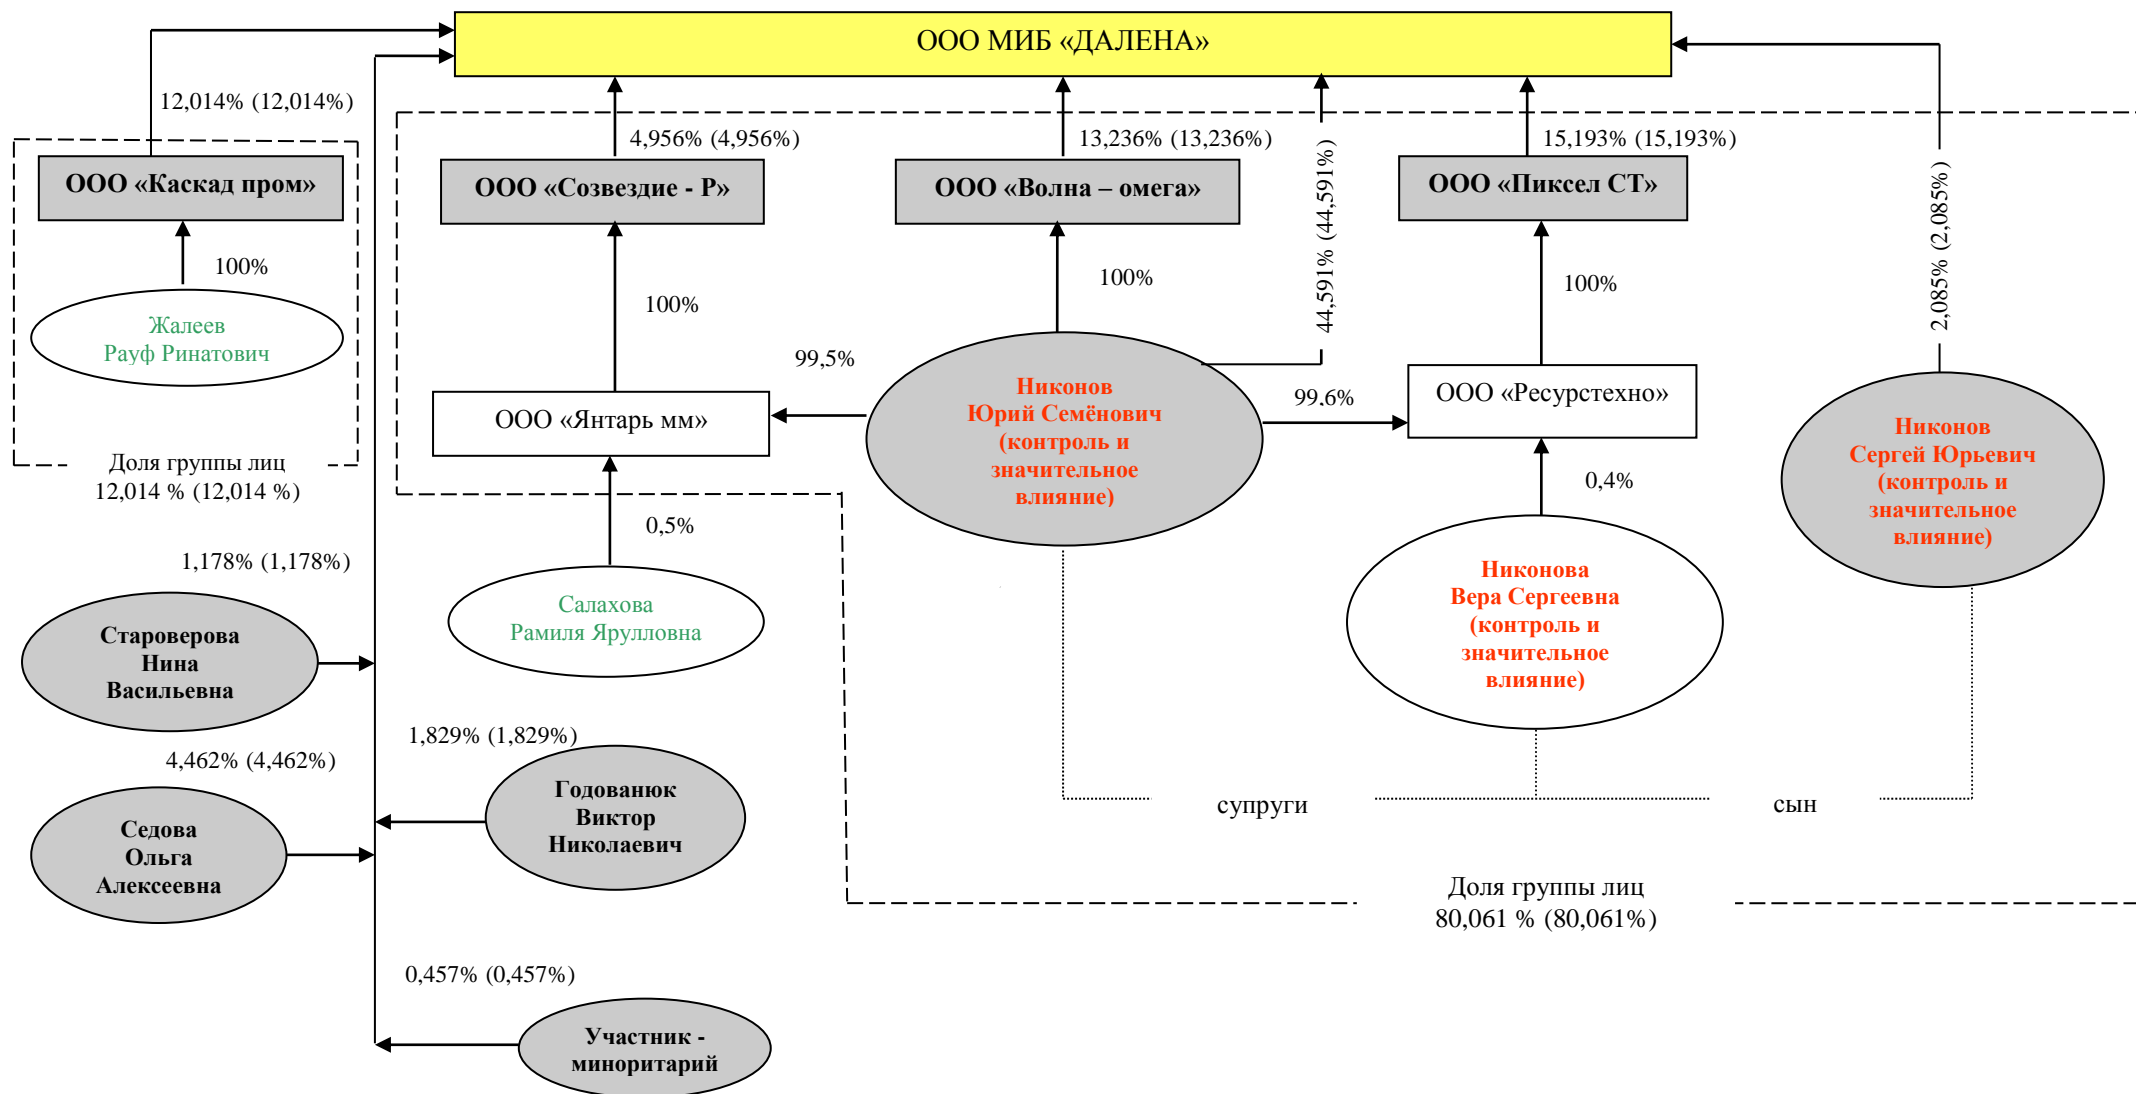 ООО МИБ «ДАЛЕНА»
12,014% (12,014%)
4,956% (4,956%)
13,236% (13,236%)
44,591% (44,591%)
15,193% (15,193%)
2,085% (2,085%)
ООО «Каскад пром»
ООО «Созвездие - Р»
ООО «Волна – омега»
ООО «Пиксел СТ»
100%
100%
100%
100%
Жалеев
Рауф Ринатович
99,5%
99,6%
ООО «Янтарь мм»
Никонов
Юрий Семёнович
(контроль и
значительное
влияние)
ООО «Ресурстехно»
Никонов
Сергей Юрьевич
(контроль и
значительное
влияние)
Доля группы лиц
12,014 % (12,014 %)
0,5%
0,4%
1,178% (1,178%)
Староверова
Нина
Васильевна
Салахова
Рамиля Ярулловна
Никонова
Вера Сергеевна
(контроль и
значительное
влияние)
4,462% (4,462%)
1,829% (1,829%)
Седова
Ольга
Алексеевна
Годованюк
Виктор
Николаевич
супруги
сын
Доля группы лиц
80,061 % (80,061%)
0,457% (0,457%)
Участник -
миноритарий